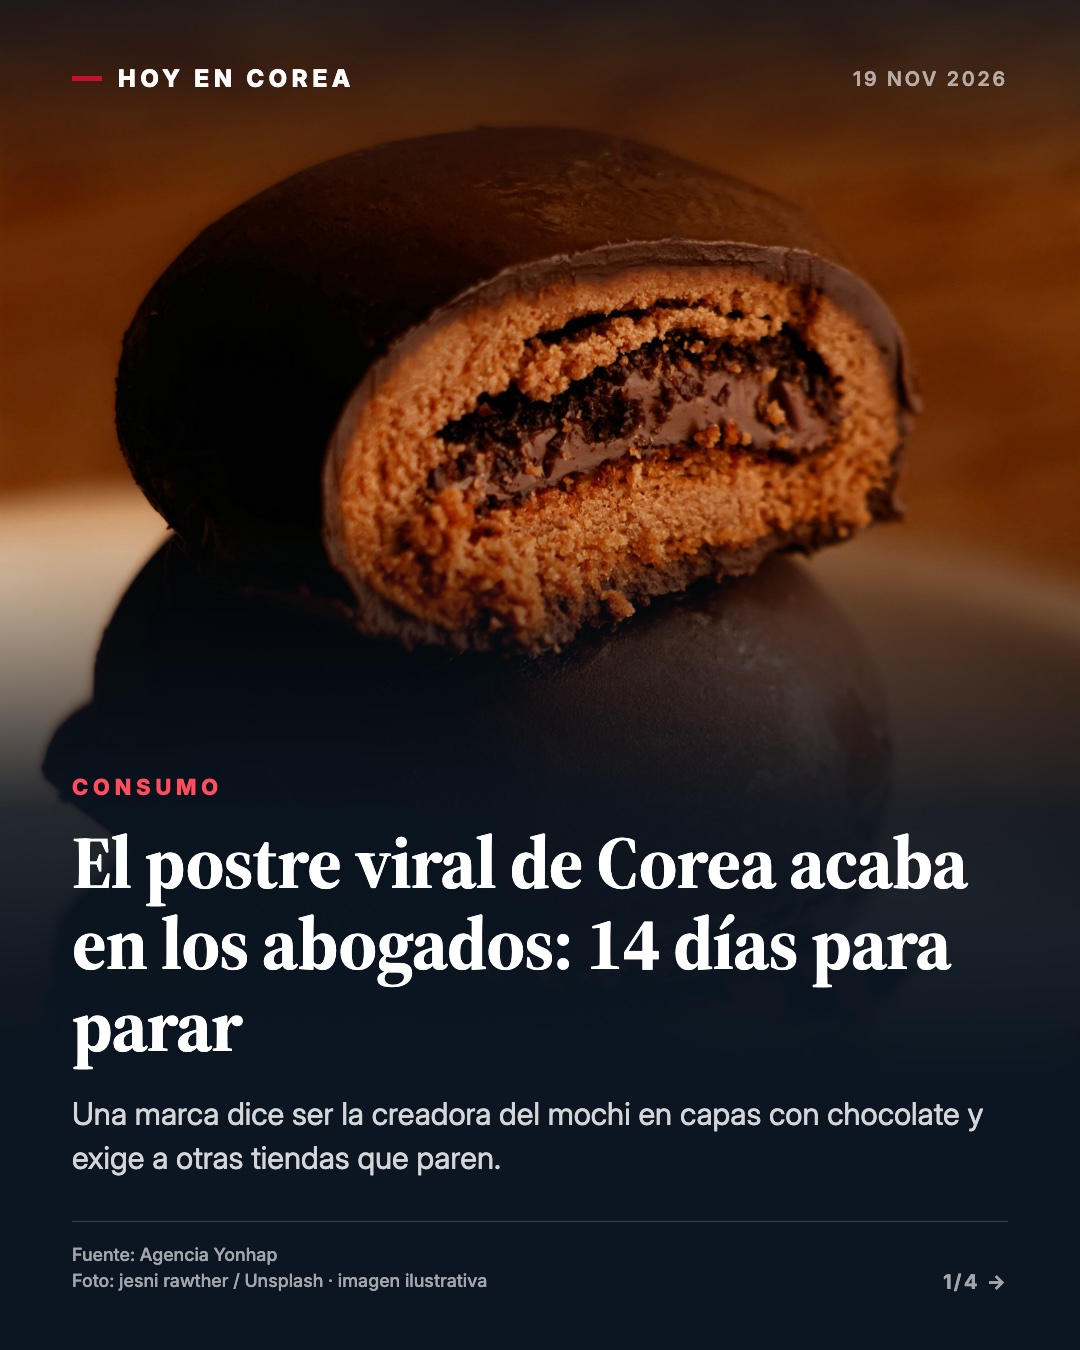 HOY EN COREA
19 NOV 2026
CONSUMO
El postre viral de Corea acaba
en los abogados: 14 días para
parar
Una marca dice ser la creadora del mochi en capas con chocolate y
exige a otras tiendas que paren.
Fuente: Agencia Yonhap
Foto: jesni rawther / Unsplash · imagen ilustrativa
1/4 →